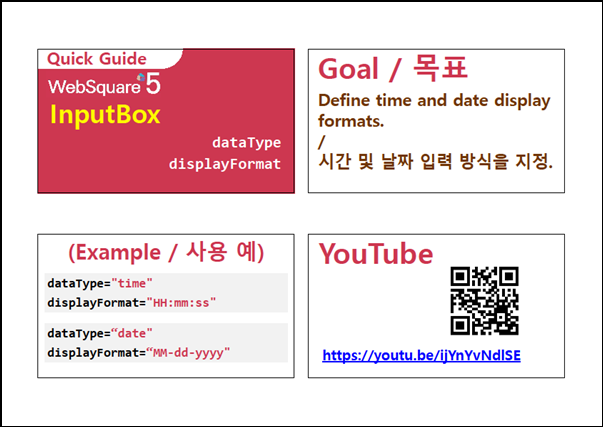 Quick Guide
WebSquare 5
InputBox
dataType
displayFormat
Goal / 목표
Define time and date display
formats.
/
시간 및 날짜 입력 방식을 지정.
(Example / 사용 예)
dataType="time"
displayFormat="HH:mm:ss"
dataType=“date"
displayFormat=“MM-dd-yyyy"
YouTube
https://youtu.be/ijYnYvNdlSE